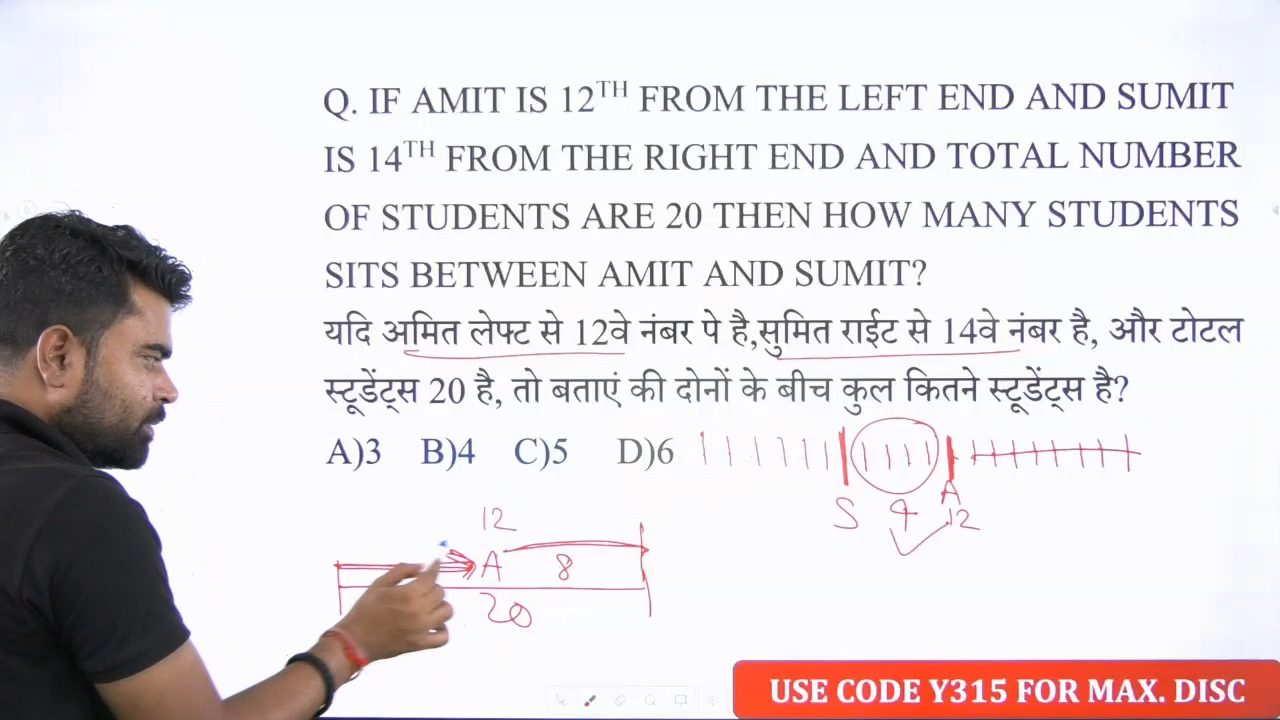 Q. IF AMIT IS 12TH FROM THE LEFT END AND SUMIT
IS 14TH FROM THE RIGHT END AND TOTAL NUMBER
OF STUDENTS ARE 20 THEN HOW MANY STUDENTS
SITS BETWEEN AMIT AND SUMIT?
यदि अमित लेफ्ट से 12वे नंबर पे है,सुमित राईट से 14वे नंबर है, और टोटल
स्टूडेंट्स 20 है, तो बताएं की दोनों के बीच कुल कितने स्टूडेंट्स है?
A)3 B)4 C)5 D)6
S 4 A
12
12
A 8
20
USE CODE Y315 FOR MAX. DISC